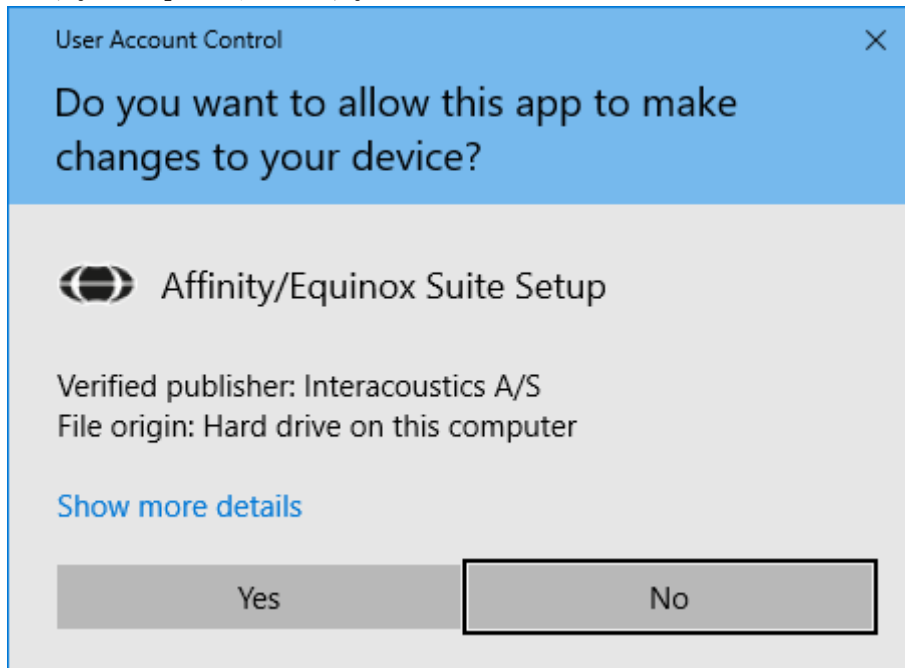 User Account Control
Do you want to allow this app to make
changes to your device?
Affinity/Equinox Suite Setup
Verified publisher: Interacoustics A/S
File origin: Hard drive on this computer
Show more details
Yes No